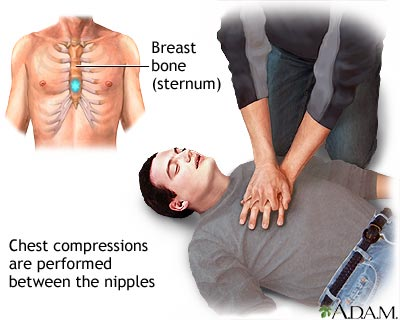 Breast
bone
(sternum)
Chest compressions
are performed
between the nipples
A.D.A.M.